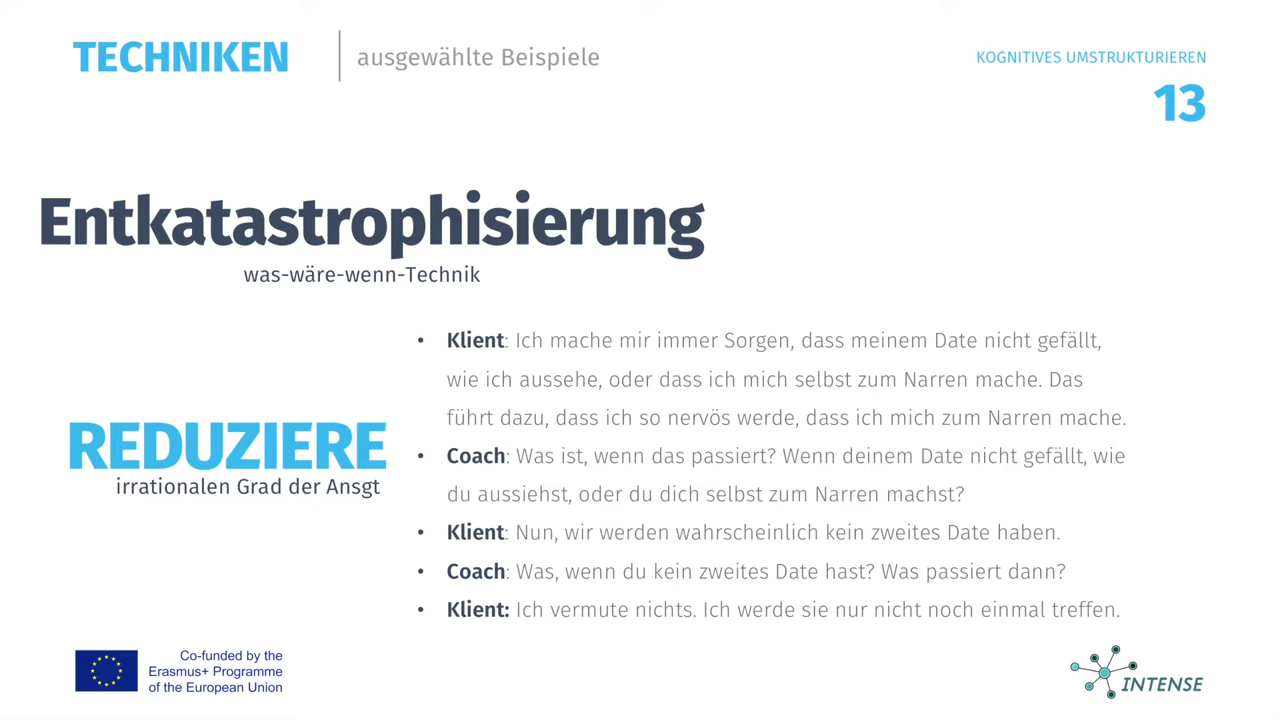 TECHNIKEN
ausgewählte Beispiele
KOGNITIVES UMSTRUKTURIEREN
13
Entkatastrophisierung
was-wäre-wenn-Technik
REDUZIERE
irrationalen Grad der Ansgt
• Klient: Ich mache mir immer Sorgen, dass meinem Date nicht gefällt,
wie ich aussehe, oder dass ich mich selbst zum Narren mache. Das
führt dazu, dass ich so nervös werde, dass ich mich zum Narren mache.
• Coach: Was ist, wenn das passiert? Wenn deinem Date nicht gefällt, wie
du aussiehst, oder du dich selbst zum Narren machst?
• Klient: Nun, wir werden wahrscheinlich kein zweites Date haben.
• Coach: Was, wenn du kein zweites Date hast? Was passiert dann?
• Klient: Ich vermute nichts. Ich werde sie nur nicht noch einmal treffen.
Co-funded by the
Erasmus+ Programme
of the European Union
INTENSE